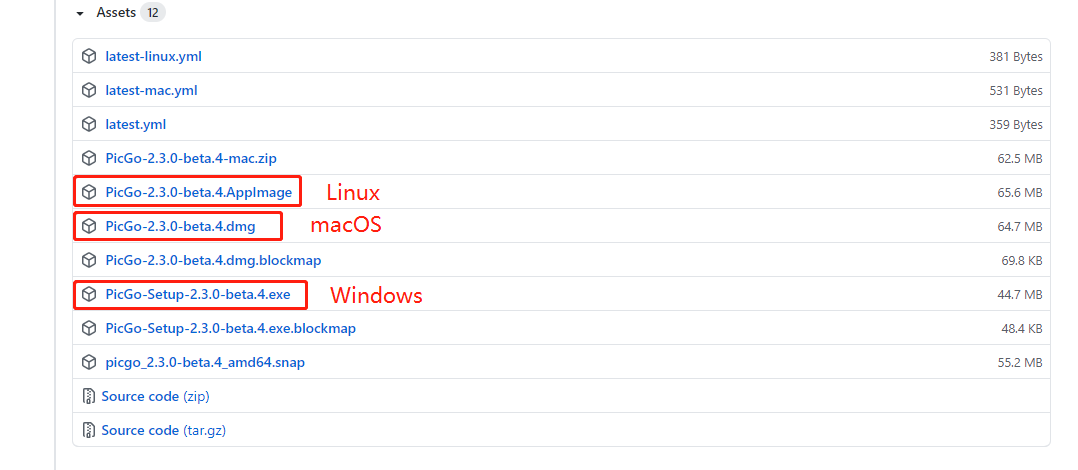 Assets 12
latest-linux.yml 381 Bytes
latest-mac.yml 531 Bytes
latest.yml 359 Bytes
PicGo-2.3.0-beta.4-mac.zip 62.5 MB
PicGo-2.3.0-beta.4.AppImage Linux 65.6 MB
PicGo-2.3.0-beta.4.dmg macOS 64.7 MB
PicGo-2.3.0-beta.4.dmg.blockmap 69.8 KB
PicGo-Setup-2.3.0-beta.4.exe Windows 44.7 MB
PicGo-Setup-2.3.0-beta.4.exe.blockmap 48.4 KB
picgo_2.3.0-beta.4_amd64.snap 55.2 MB
Source code (zip)
Source code (tar.gz)